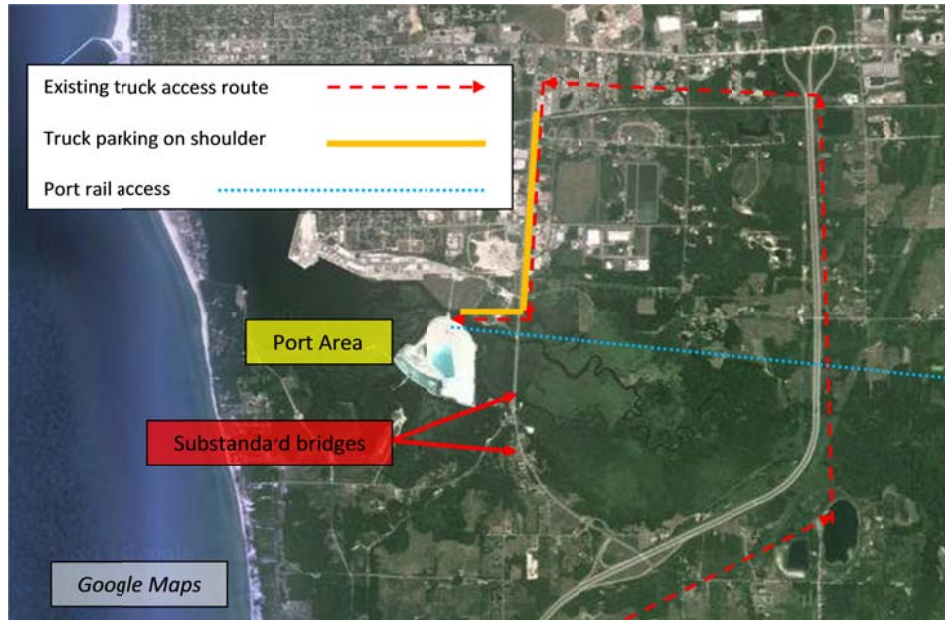 Existing truck access route
Truck parking on shoulder
Port rail access
Port Area
Substandard bridges
Google Maps